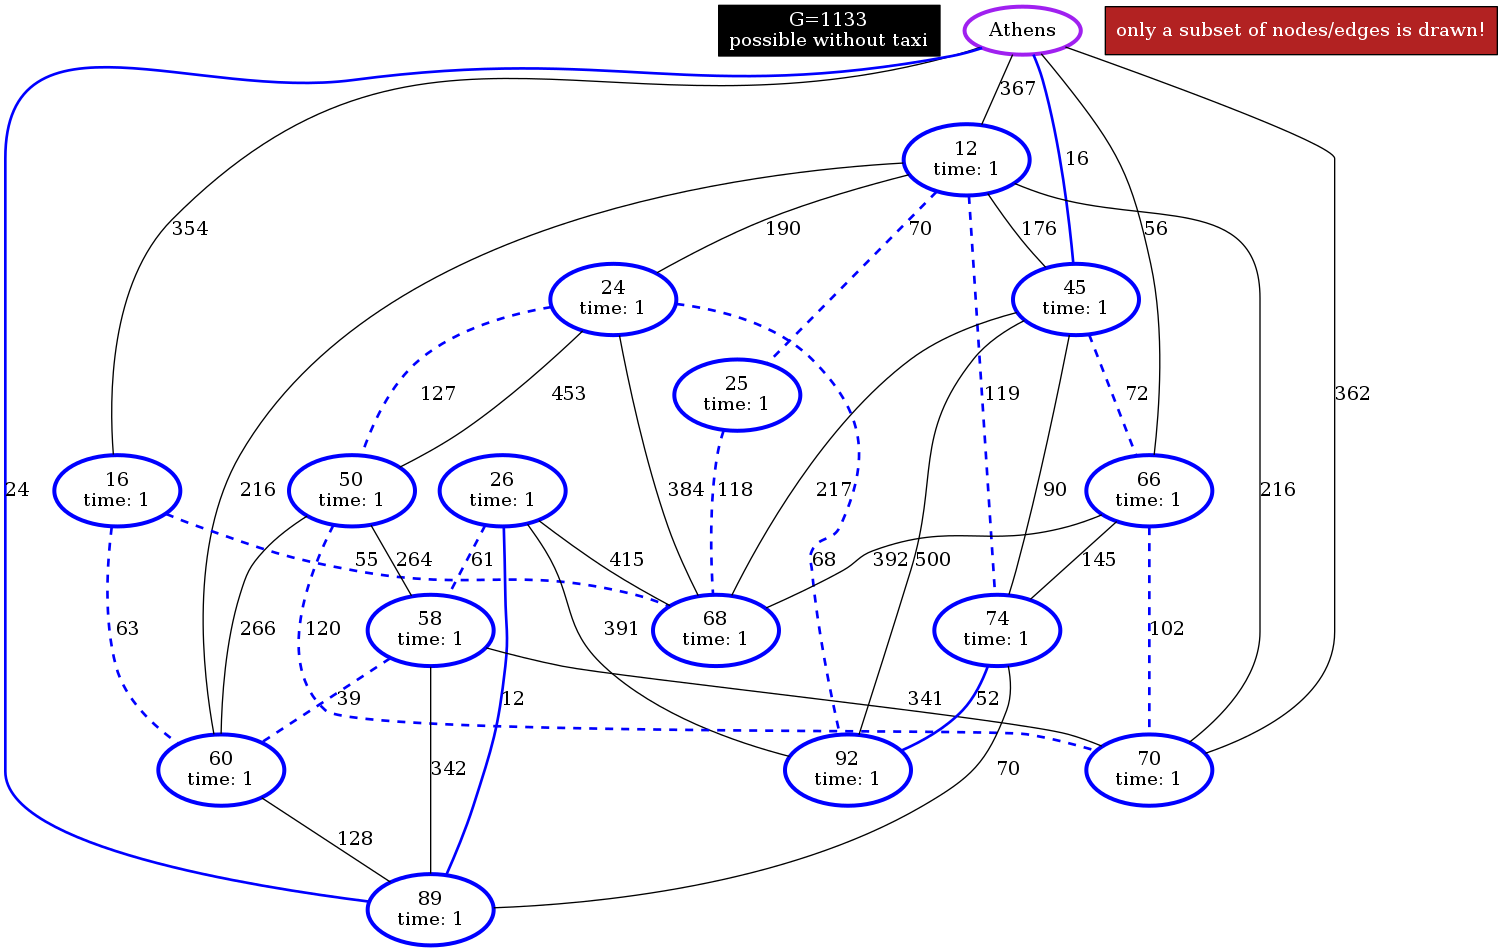 G=1133
possible without taxi
Athens
only a subset of nodes/edges is drawn!
367
12
time: 1
16
354
190
70
176
56
24
time: 1
45
time: 1
25
time: 1
127
453
119
72
362
16
time: 1
50
time: 1
26
time: 1
66
time: 1
24
216
384
118
217
90
216
55
264
61
415
68
392
500
145
58
time: 1
68
time: 1
74
time: 1
63
266
120
391
102
39
12
341
52
60
time: 1
92
time: 1
70
time: 1
342
70
128
89
time: 1